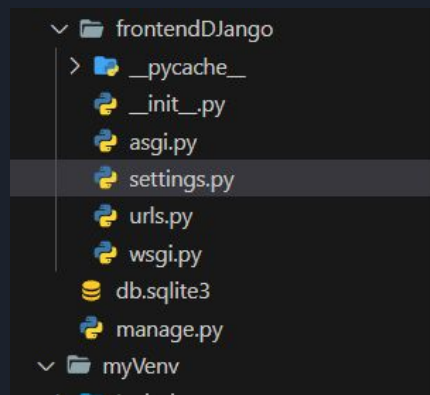 frontendDJango
__pycache__
__init__.py
asgi.py
settings.py
urls.py
wsgi.py
db.sqlite3
manage.py
myVenv